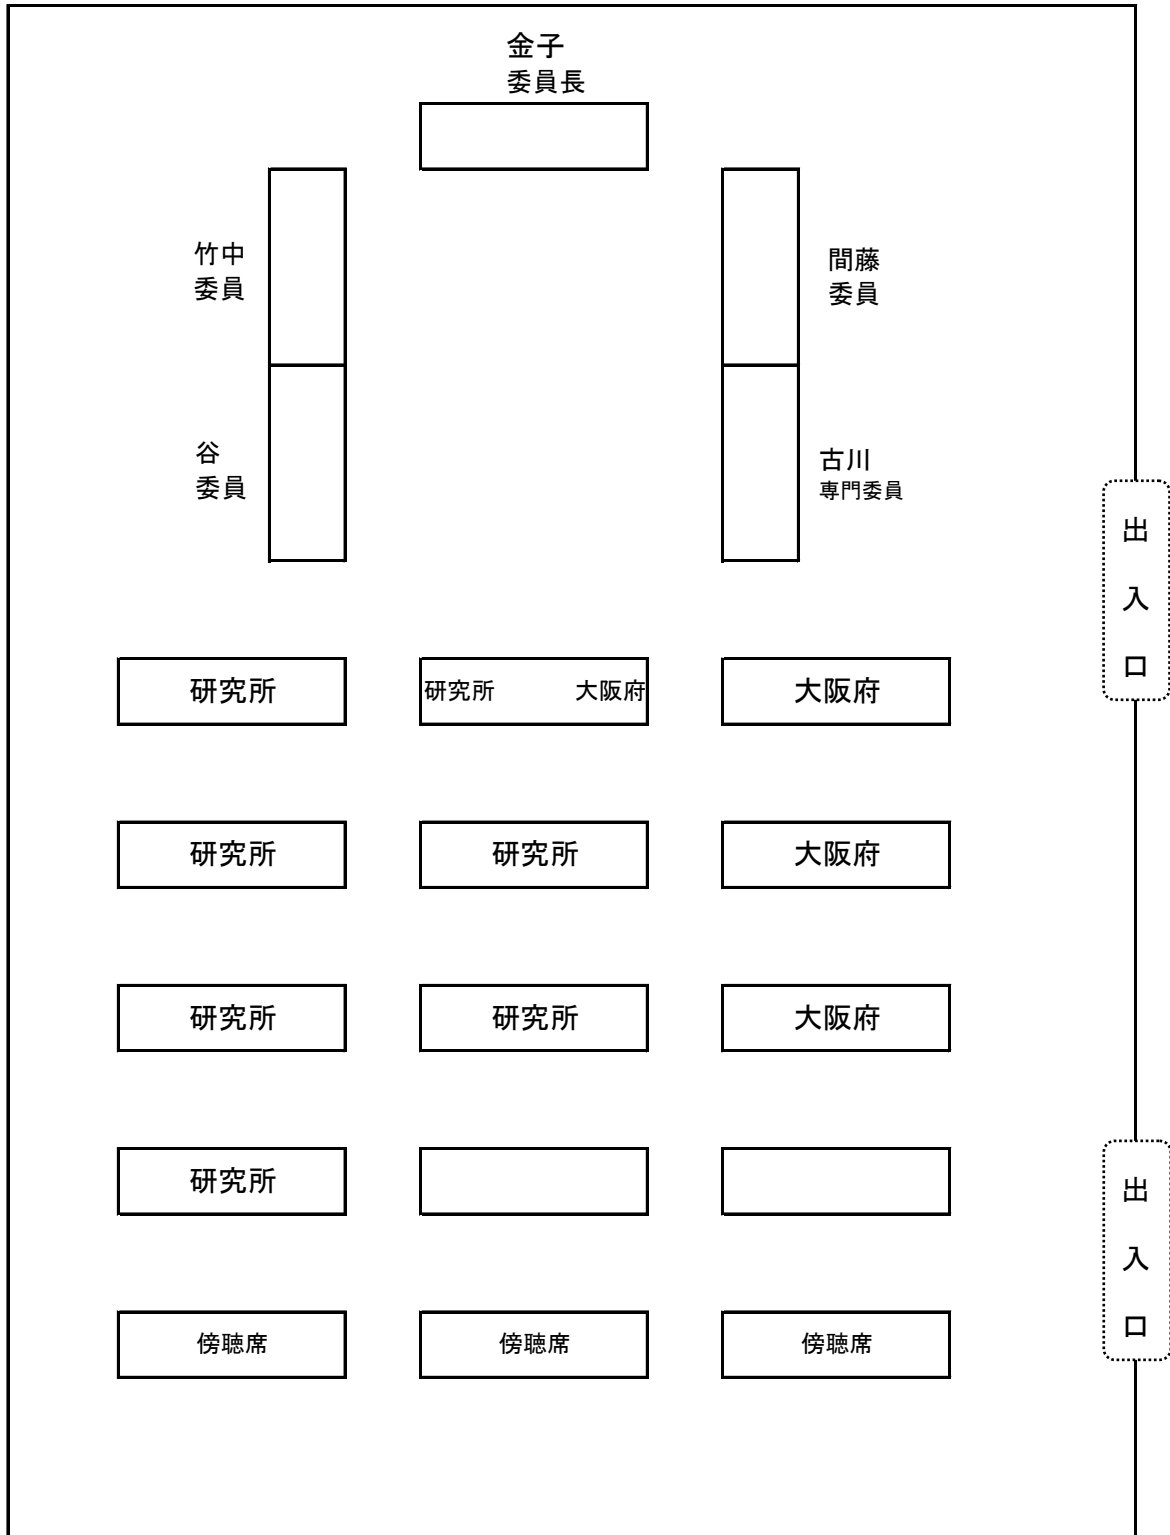 金子
委員長
竹中
委員
間藤
委員
谷
委員
古川
専門委員
出
入
口
研究所
研究所 大阪府
大阪府
研究所
研究所
大阪府
研究所
研究所
大阪府
研究所
出
入
口
傍聴席
傍聴席
傍聴席